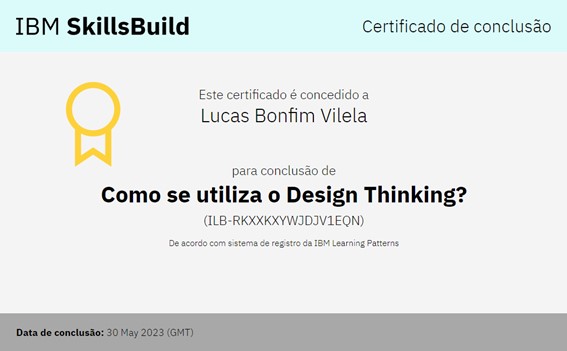 IBM SkillsBuild
Certificado de conclusão
Este certificado é concedido a
Lucas Bonfim Vilela
para conclusão de
Como se utiliza o Design Thinking?
(ILB-RKXXKXYWJDJV1EQN)
De acordo com sistema de registro da IBM Learning Patterns
Data de conclusão: 30 May 2023 (GMT)